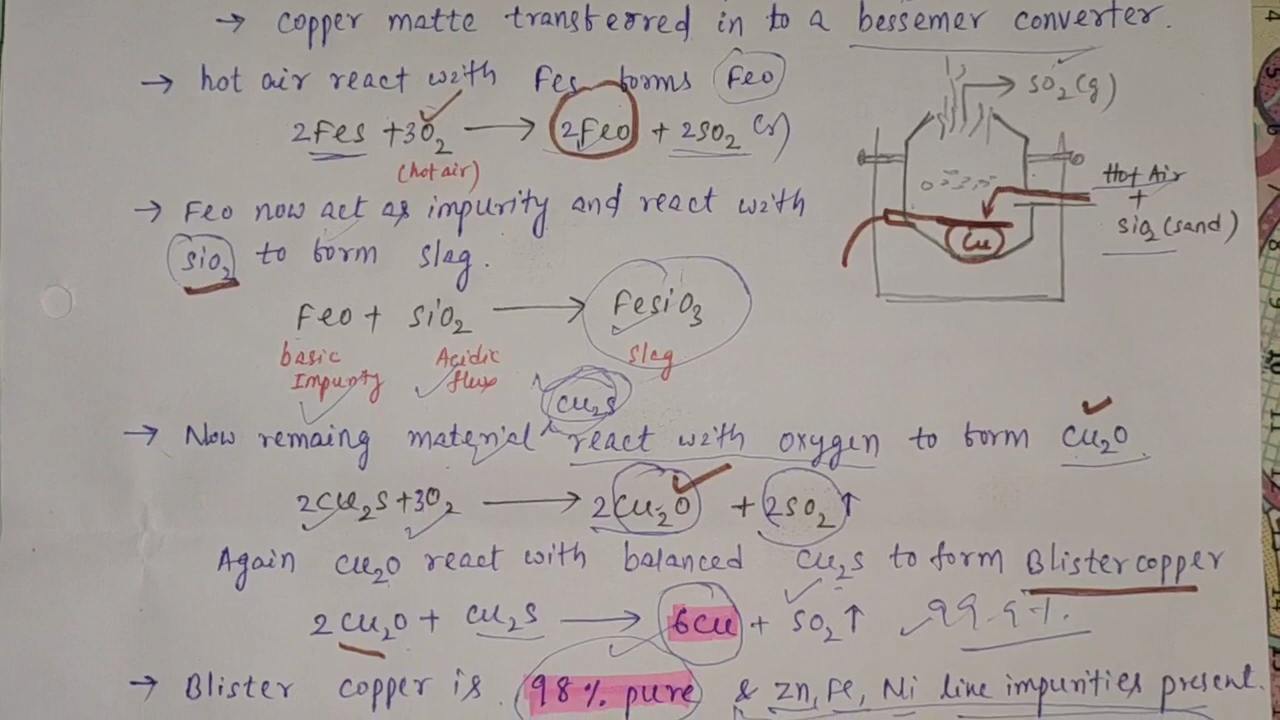 → copper matte transferred in to a bessemer converter.
→ hot air react with Fes forms Feo
2Fes + 3O₂ → 2Feo + 2SO₂ (g)
(hot air)
→ Feo now act as impurity and react with
SiO₂ to form slag.
Feo + SiO₂ → FeSiO₃
basic Impurity
Acidic flux
slag
Cu₂S
→ Now remaing material ^ react with oxygen to form Cu₂O
2Cu₂S + 3O₂ → 2Cu₂O + 2SO₂↑
Again Cu₂O react with balanced Cu₂S to form Blister copper
2Cu₂O + Cu₂S → 6Cu + SO₂↑ 99.9%.
→ Blister copper is 98% pure & Zn, Fe, Ni line impurities present.
→ SO₂(g)
Hot Air
+
SiO₂ (sand)
Cu